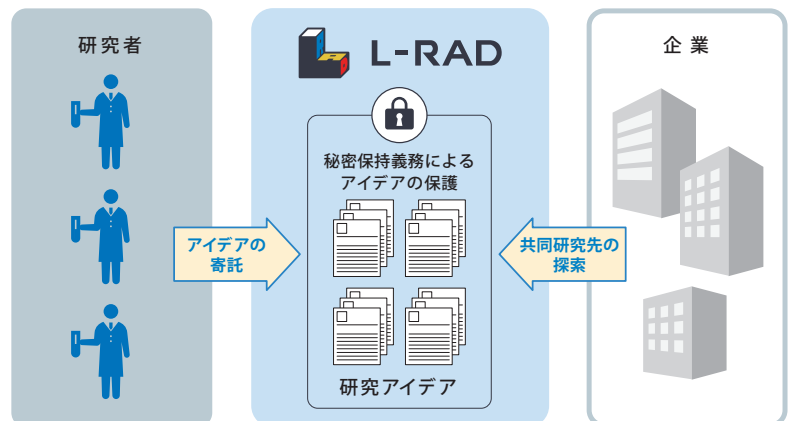 研究者
L-RAD
企業
秘密保持義務による
アイデアの保護
アイデアの
寄託
共同研究先の
探索
研究アイデア